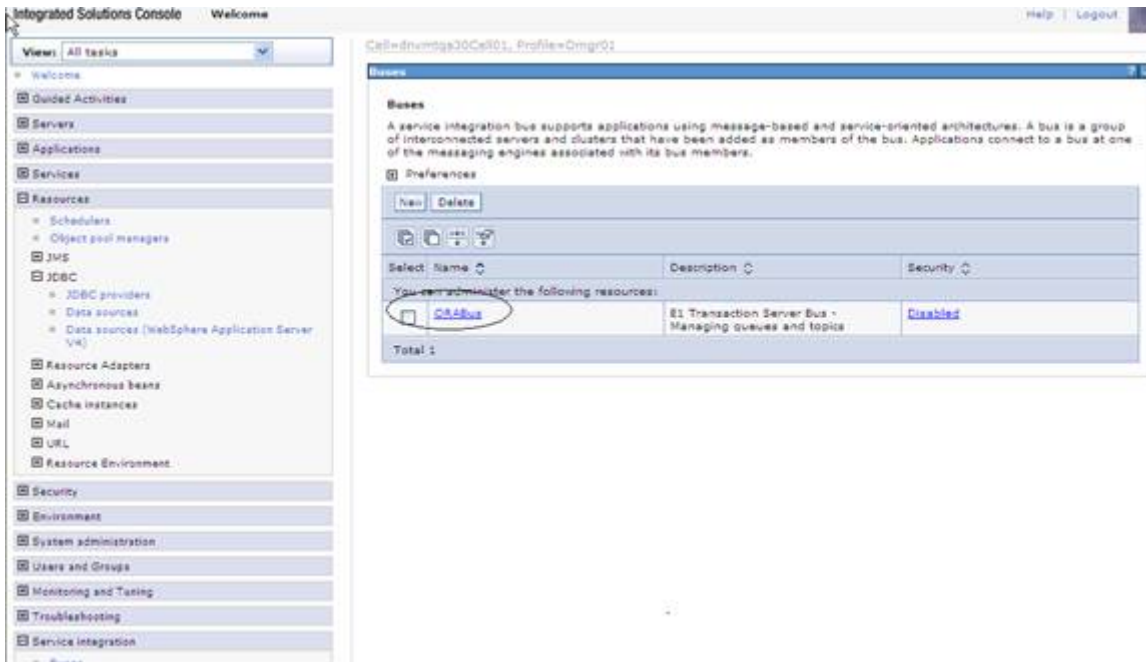 Integrated Solutions Console Welcome
Help | Logout
View: All tasks
Welcome
Guided Activities
Servers
Applications
Services
Resources
Schedulers
Object pool managers
JMS
JDBC
JDBC providers
Data sources
Data sources (WebSphere Application Server V4)
Resource Adapters
Asynchronous beans
Cache instances
Mail
URL
Resource Environment
Security
Environment
System administration
Users and Groups
Monitoring and Tuning
Troubleshooting
Service integration
Buses
Profile=Dmgr01
Buses
?
Buses
A service integration bus supports applications using message-based and service-oriented architectures. A bus is a group
of interconnected servers and clusters that have been added as members of the bus. Applications connect to a bus at one
of the messaging engines associated with its bus members.
Preferences
New Delete
Select Name Description Security
You can administer the following resources:
E1 Transaction Server Bus - Disabled
Managing queues and topics
Total 1